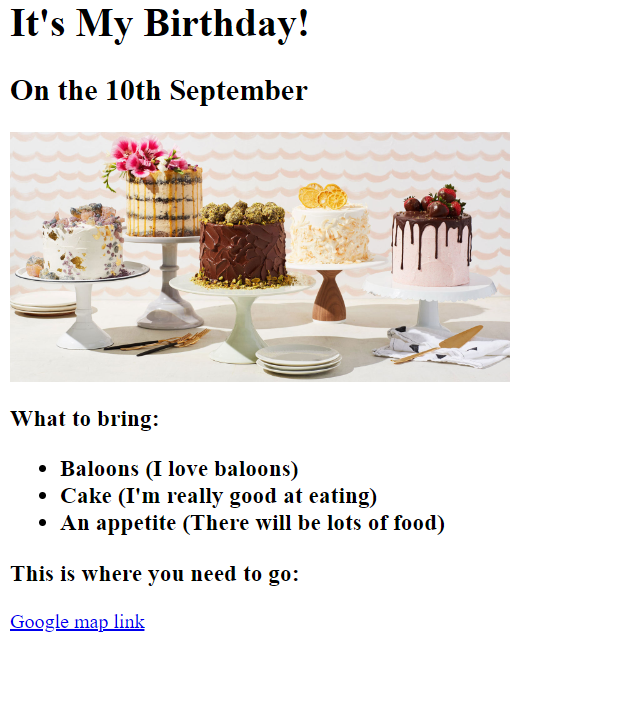 It's My Birthday!
On the 10th September
What to bring:
Baloons (I love baloons)
Cake (I'm really good at eating)
An appetite (There will be lots of food)
This is where you need to go:
Google map link